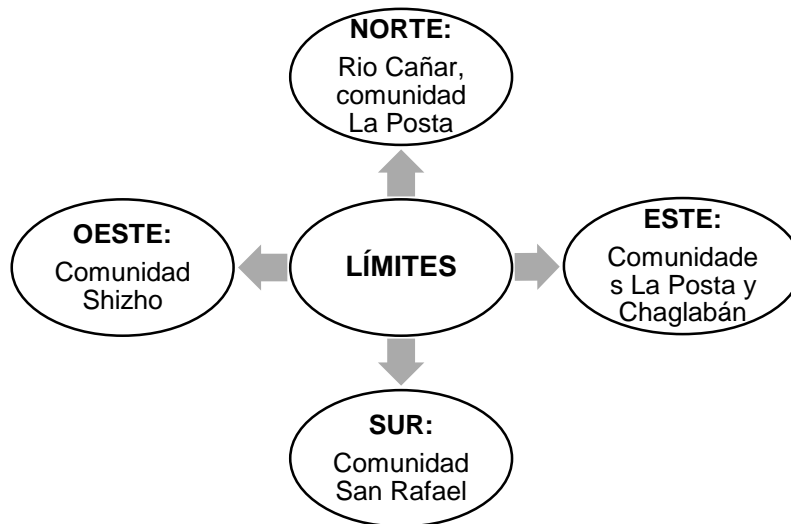 NORTE:
Rio Cañar,
comunidad
La Posta
OESTE:
Comunidad
Shizho
LÍMITES
ESTE:
Comunidade
s La Posta y
Chaglabán
SUR:
Comunidad
San Rafael